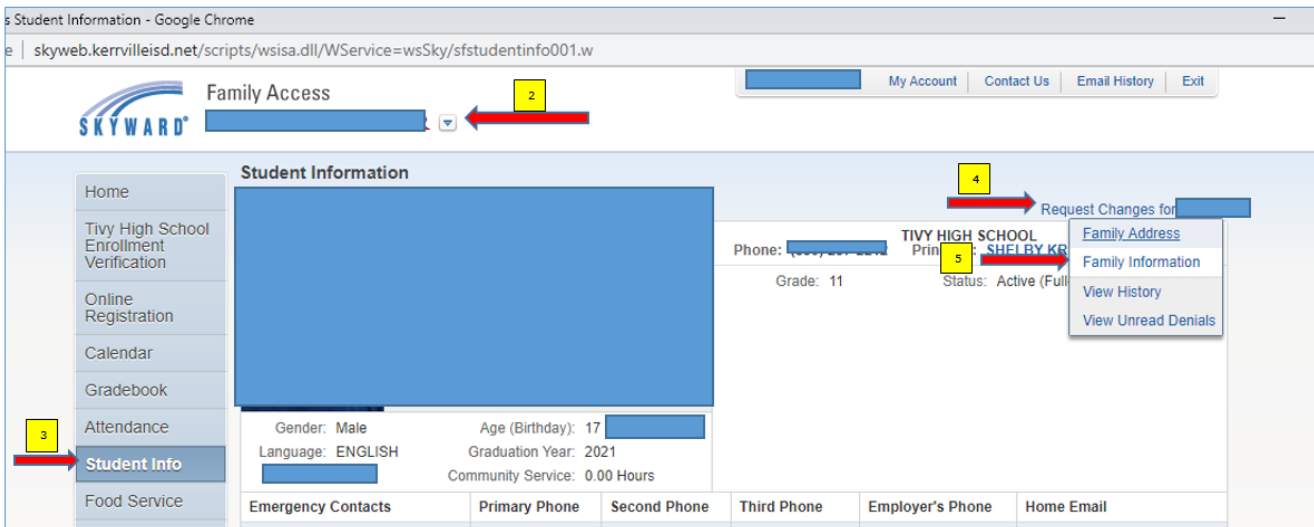 s Student Information - Google Chrome
skyweb.kerrvilleisd.net/scripts/wsisa.dll/WService=wsSky/sfstudentinfo001.w
My Account Contact Us Email History Exit
Family Access
SKYWARD®
2
Student Information
4
Request Changes for
Home
Tivy High School
Enrollment
Verification
Online
Registration
Calendar
Gradebook
Attendance
3
Student Info
Food Service
TIVY HIGH SCHOOL
Phone:
SHELBY KR
5
Grade: 11
Status: Active (Full
Family Address
Family Information
View History
View Unread Denials
Gender: Male
Age (Birthday): 17
Language: ENGLISH
Graduation Year: 2021
Community Service: 0.00 Hours
Emergency Contacts Primary Phone Second Phone Third Phone Employer's Phone Home Email